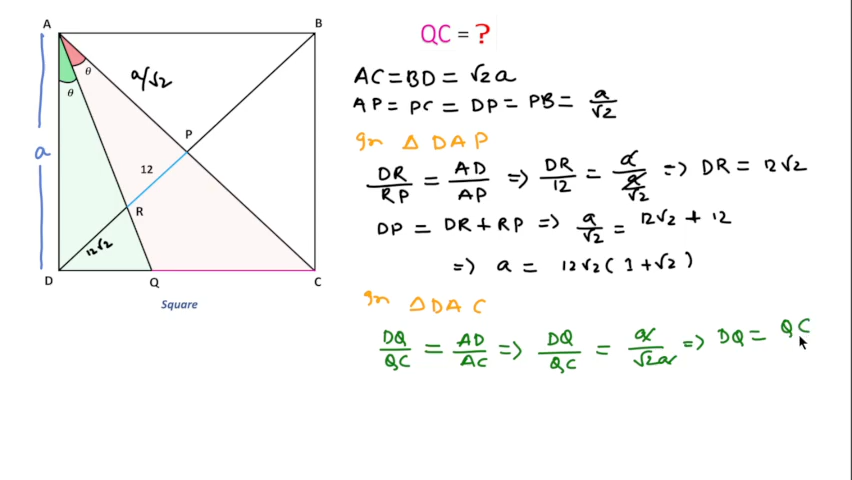 A
B
QC = ?
θ
θ
a/√2
a
P
12
R
12√2
D
Q
C
Square
AC = BD = √2 a
AP = PC = DP = PB = a/√2
In △ DAP
DR/RP = AD/AP => DR/12 = a/(a/√2) => DR = 12√2
DP = DR + RP => a/√2 = 12√2 + 12
=> a = 12√2 (1+√2)
In △ DAC
DQ/QC = AD/AC => DQ/QC = a/√2a => DQ = QC